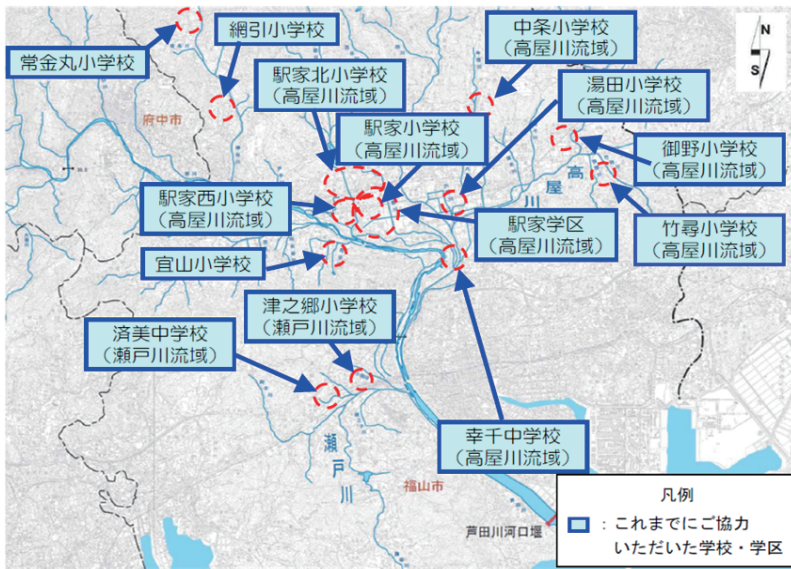 常金丸小学校
網引小学校
駅家北小学校
（高屋川流域）
中条小学校
（高屋川流域）
湯田小学校
（高屋川流域）
駅家小学校
（高屋川流域）
御野小学校
（高屋川流域）
駅家西小学校
（高屋川流域）
駅家学区
（高屋川流域）
竹尋小学校
（高屋川流域）
宜山小学校
津之郷小学校
（瀬戸川流域）
済美中学校
（瀬戸川流域）
幸千中学校
（高屋川流域）
府中市
高屋川
瀬戸川
福山市
芦田川河口堰
N
S
凡例
：これまでにご協力
いただいた学校・学区